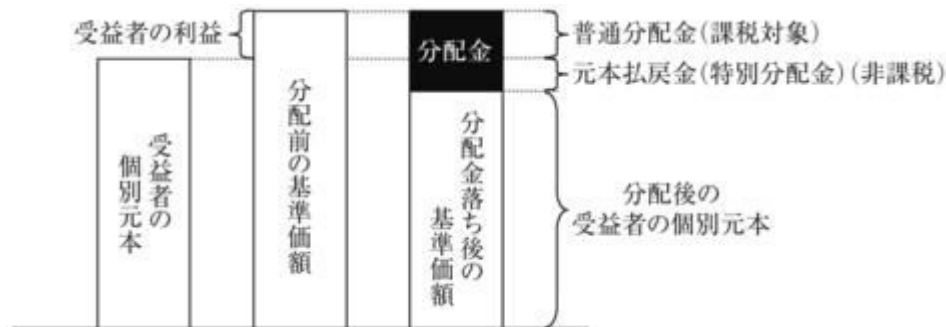 受益者の利益
分配金
普通分配金(課税対象)
元本払戻金(特別分配金)(非課税)
受益者の
個別元本
分配前の基準価額
分配金落ち後の
基準価額
分配後の
受益者の個別元本